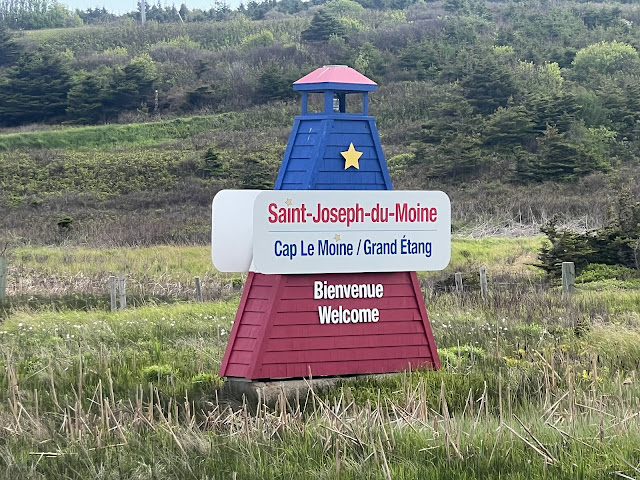 Saint-Joseph-du-Moine
Cap Le Moine / Grand Étang
Bienvenue
Welcome